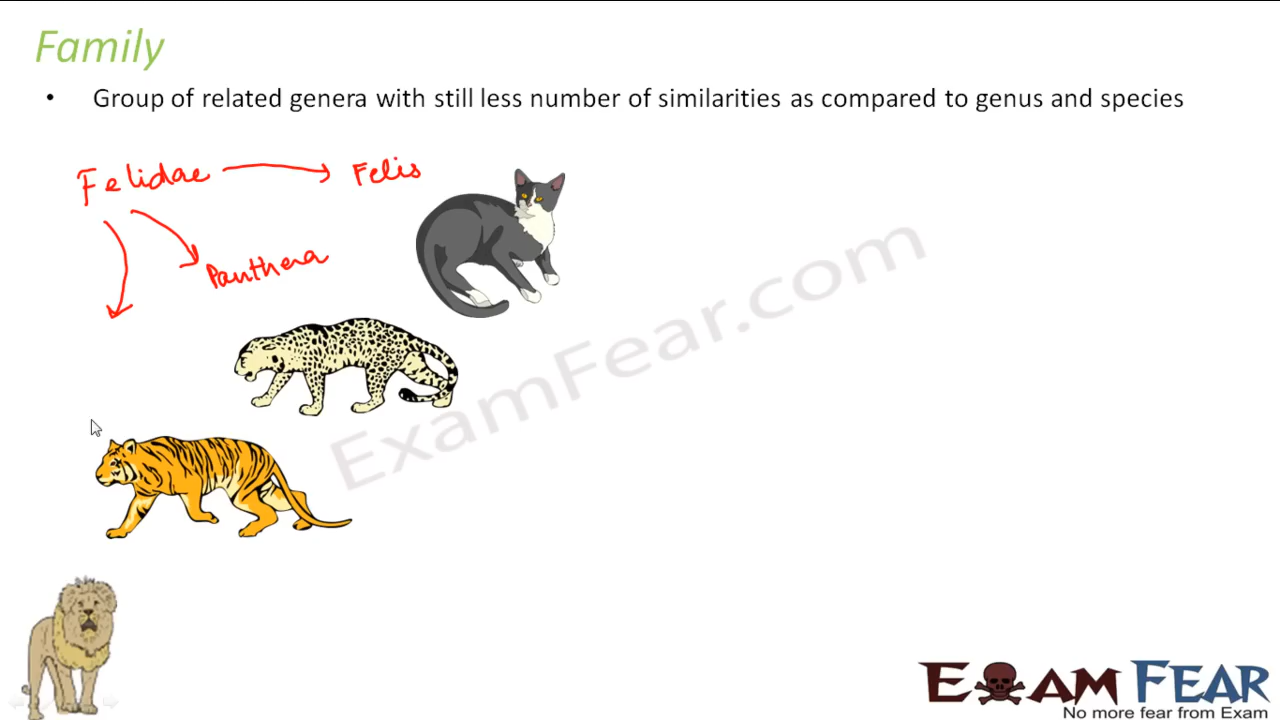 Family
• Group of related genera with still less number of similarities as compared to genus and species
Felidae → Felis
Panthera
ExamFear.com
EXAM FEAR
No more fear from Exam